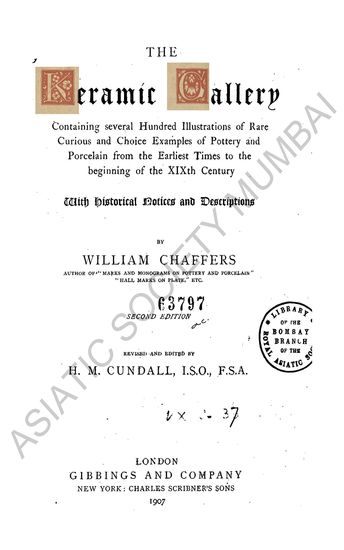 THE
Keramic Gallery
Containing several Hundred Illustrations of Rare
Curious and Choice Examples of Pottery and
Porcelain from the Earliest Times to the
beginning of the XIXth Century
With Historical Notices and Descriptions
BY
WILLIAM CHAFFERS
AUTHOR OF "MARKS AND MONOGRAMS ON POTTERY AND PORCELAIN"
"HALL MARKS ON PLATE," ETC.
63797
SECOND EDITION
REVISED AND EDITED BY
H. M. CUNDALL, I.S.O., F.S.A.
LIBRARY
OF THE
BOMBAY
BRANCH
OF THE
ROYAL ASIATIC SO
37
LONDON
GIBBINGS AND COMPANY
NEW YORK: CHARLES SCRIBNER'S SONS
1907
ASIATIC SOCIETY MUMBAI